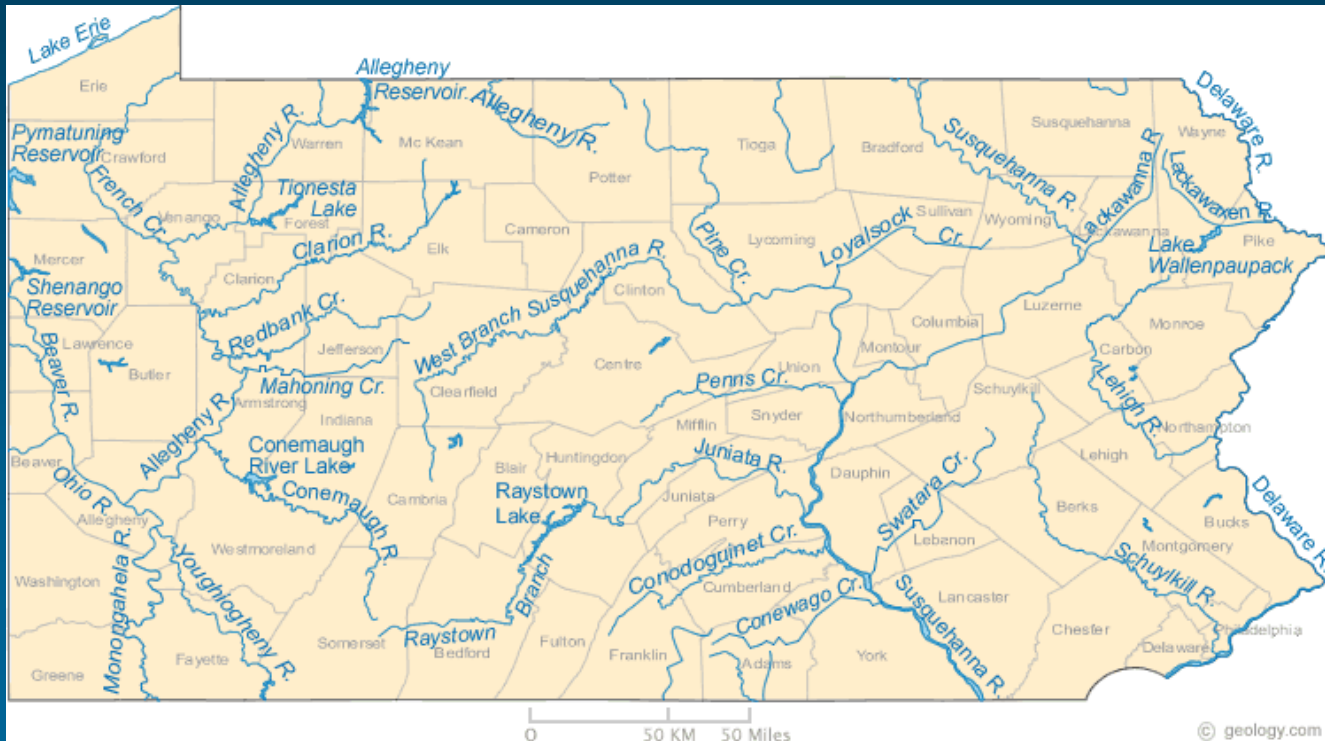 Lake Erie
Erie
Allegheny
Reservoir.
Allegheny R.
Delaware R.
Pymatuning
Reservoir
Crawford
Allegheny R.
Warren
Mc Kean
Potter
Tioga
Bradford
Susquehanna
Wayne
French Cr.
Venango
Tionesta
Lake
Forest
Susquehanna R.
Lackawanna R.
Lackawaxen R.
Clarion R.
Elk
Cameron
Pine Cr.
Lycoming
Loyalsock
Cr.
Sullivan
Wyoming
Lake
Wallenpaupack
Pike
Mercer
Shenango
Reservoir
Clarion
West Branch Susquehanna R.
Clinton
Redbank Cr.
Jefferson
Columbia
Luzerne
Monroe
Lawrence
Beaver R.
Butler
Mahoning Cr.
Clearfield
Centre
Union
Montour
Carbon
Lehigh R.
Armstrong
Indiana
Penns Cr.
Snyder
Northumberland
Schuylkill
Northampton
Allegheny R.
Conemaugh
River Lake
Mifflin
Huntingdon
Juniata R.
Dauphin
Lehigh
Beaver
Ohio R.
Conemaugh R.
Cambria
Blair
Raystown
Lake
Juniata
Perry
Swatara Cr.
Berks
Bucks
Delaware R.
Allegheny
Westmoreland
Conodoguinet Cr.
Lebanon
Montgomery
Schuylkill R.
Washington
Monongahela R.
Youghiogheny R.
Branch
Cumberland
Conewago Cr.
Susquehanna R.
Lancaster
Chester
Philadelphia
Delaware
Greene
Fayette
Somerset
Raystown
Bedford
Fulton
Franklin
Adams
York
0 50 KM 50 Miles
© geology.com